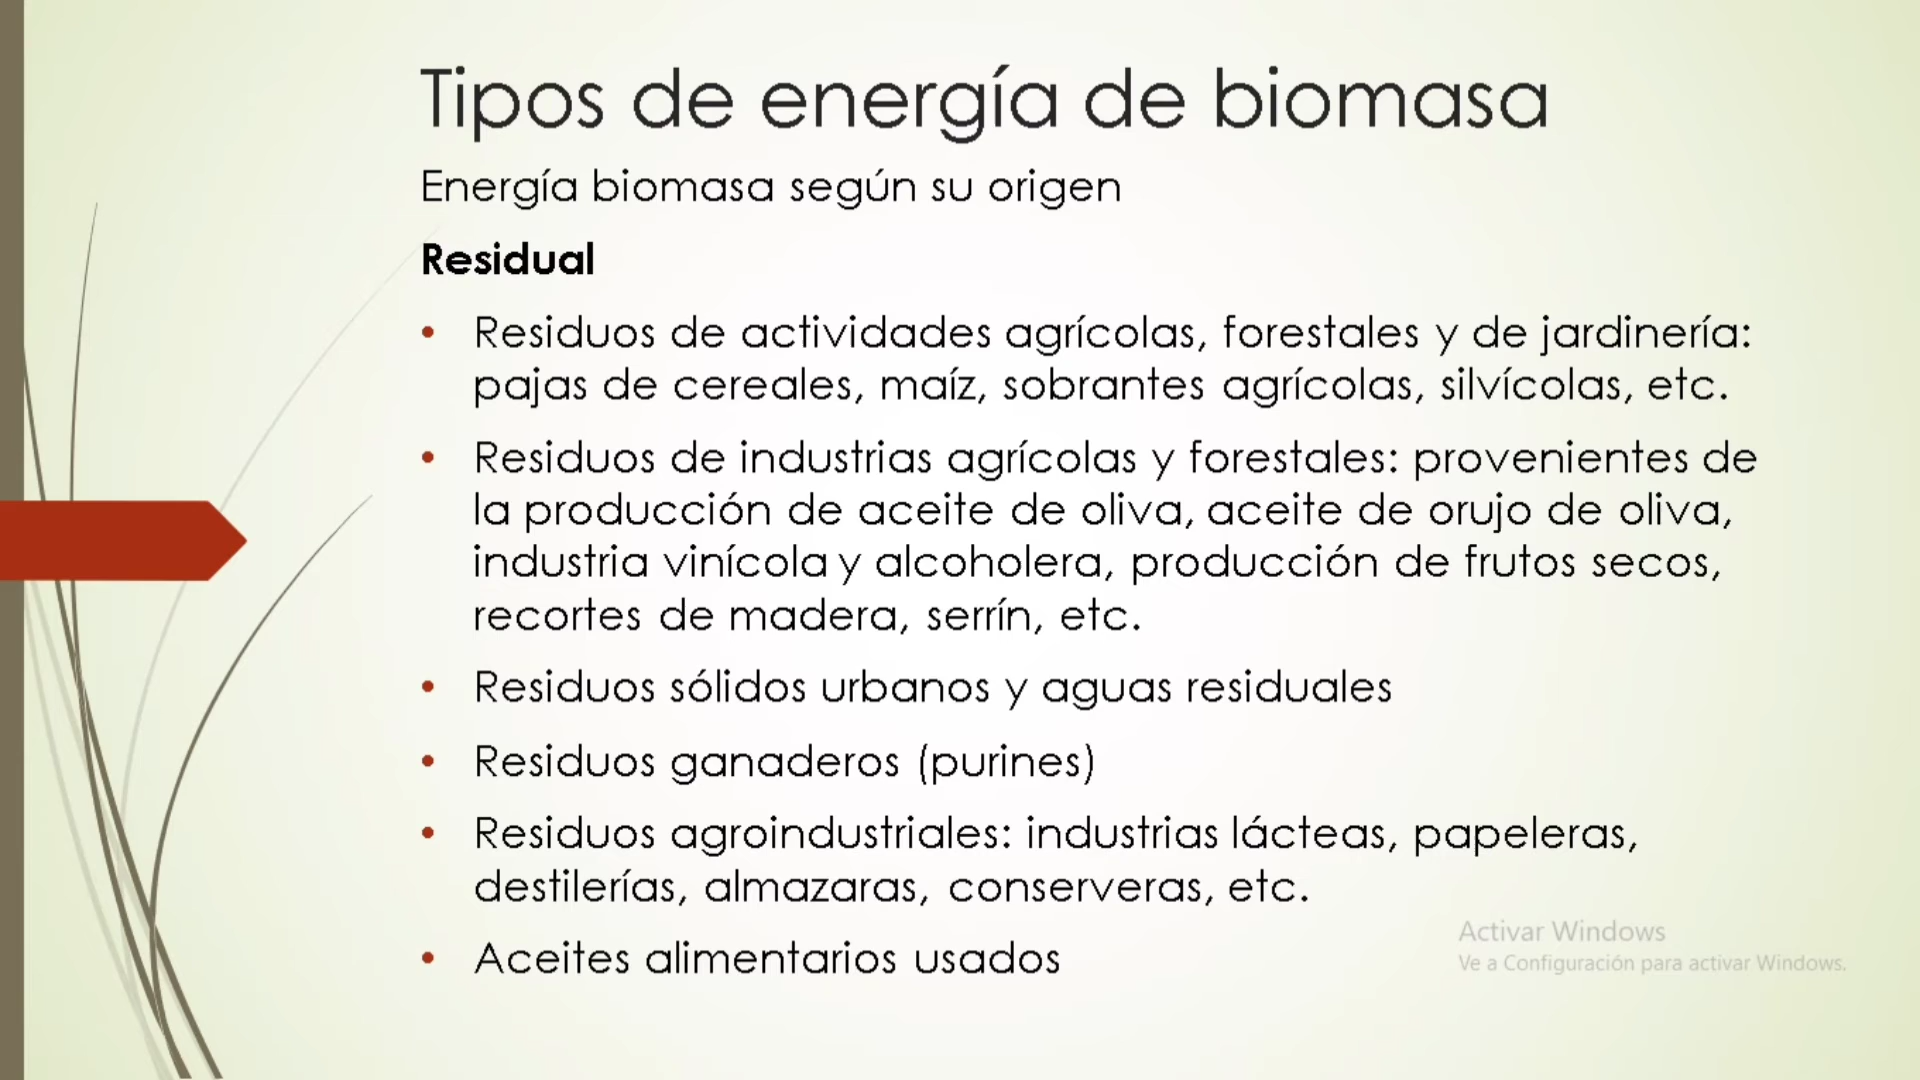 Tipos de energía de biomasa
Energía biomasa según su origen
Residual
• Residuos de actividades agrícolas, forestales y de jardinería:
pajas de cereales, maíz, sobrantes agrícolas, silvícolas, etc.
• Residuos de industrias agrícolas y forestales: provenientes de
la producción de aceite de oliva, aceite de orujo de oliva,
industria vinícola y alcoholera, producción de frutos secos,
recortes de madera, serrín, etc.
• Residuos sólidos urbanos y aguas residuales
• Residuos ganaderos (purines)
• Residuos agroindustriales: industrias lácteas, papeleras,
destilerías, almazaras, conserveras, etc.
• Aceites alimentarios usados
Activar Windows
Ve a Configuración para activar Windows.